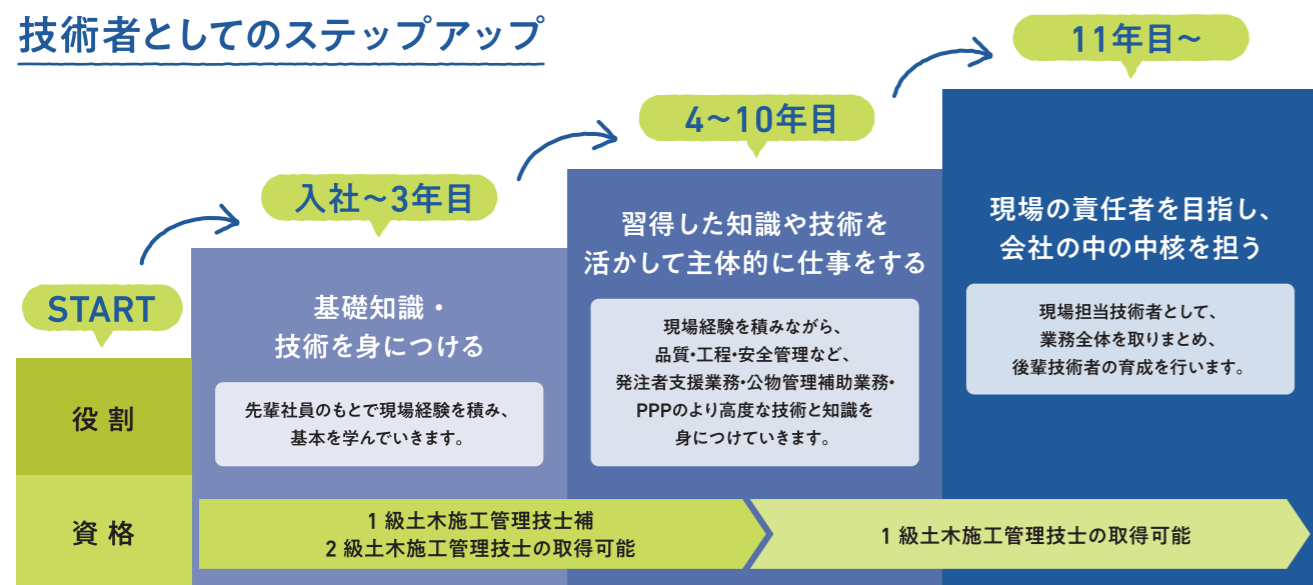 技術者としてのステップアップ
START
入社〜3年目
4〜10年目
11年目〜
役割
基礎知識・
技術を身につける
先輩社員のもとで現場経験を積み、
基本を学んでいきます。
習得した知識や技術を
活かして主体的に仕事をする
現場経験を積みながら、
品質・工程・安全管理など、
発注者支援業務・公物管理補助業務・
PPPのより高度な技術と知識を
身につけていきます。
現場の責任者を目指し、
会社の中の中核を担う
現場担当技術者として、
業務全体を取りまとめ、
後輩技術者の育成を行います。
資格
1級土木施工管理技士補
2級土木施工管理技士の取得可能
1級土木施工管理技士の取得可能